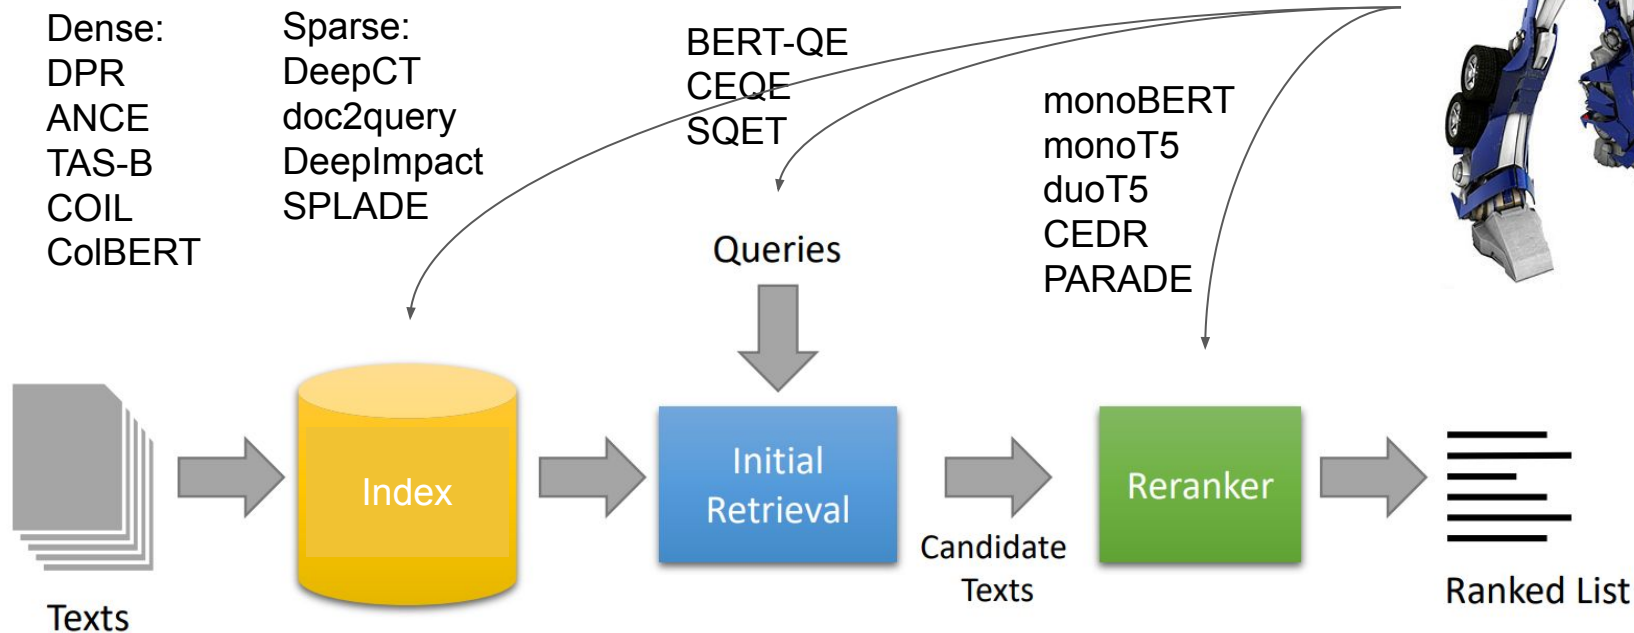 Dense:
DPR
ANCE
TAS-B
COIL
ColBERT
Sparse:
DeepCT
doc2query
DeepImpact
SPLADE
BERT-QE
CEQE
SQET
monoBERT
monoT5
duoT5
CEDR
PARADE
Queries
Texts
Index
Initial
Retrieval
Candidate
Texts
Reranker
Ranked List